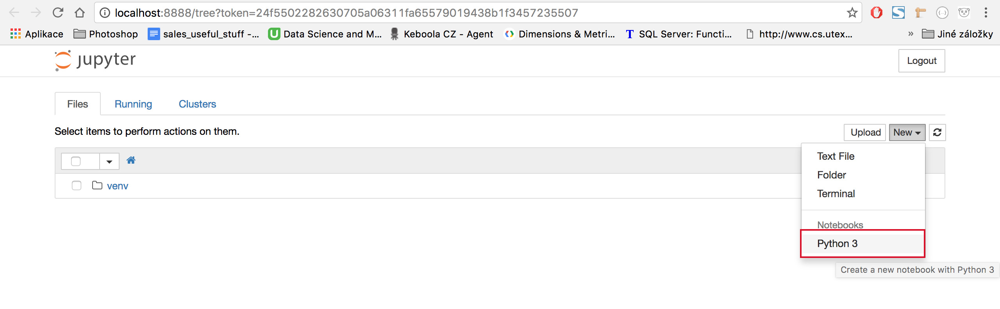 localhost:8888/tree?token=24f5502282630705a06311fa65579019438b1f3457235507
Aplikace Photoshop sales_useful_stuff -... Data Science and M... Keboola CZ - Agent Dimensions & Metri... SQL Server: Functi... http://www.cs.utex... » Jiné záložky
jupyter Logout
Files Running Clusters
Select items to perform actions on them. Upload New
venv
Text File
Folder
Terminal
Notebooks
Python 3
Create a new notebook with Python 3